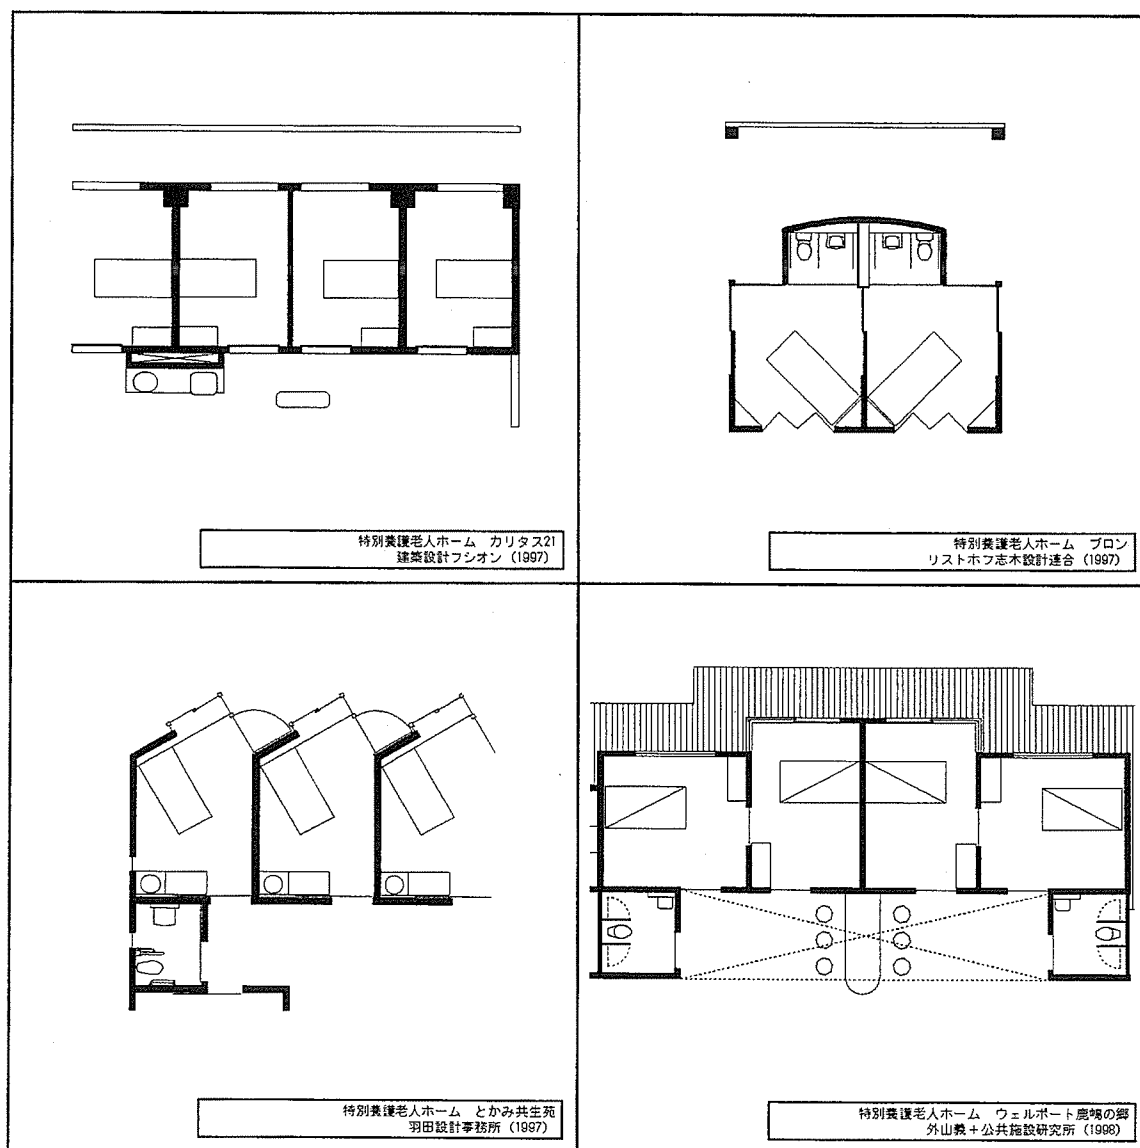 特別養護老人ホーム カリタス21
建築設計フシオン (1997)
特別養護老人ホーム ブロン
リストホフ志木設計連合 (1997)
特別養護老人ホーム とかみ共生苑
羽田設計事務所 (1997)
特別養護老人ホーム ウェルポート鹿嶋の郷
外山義+公共施設研究所 (1998)